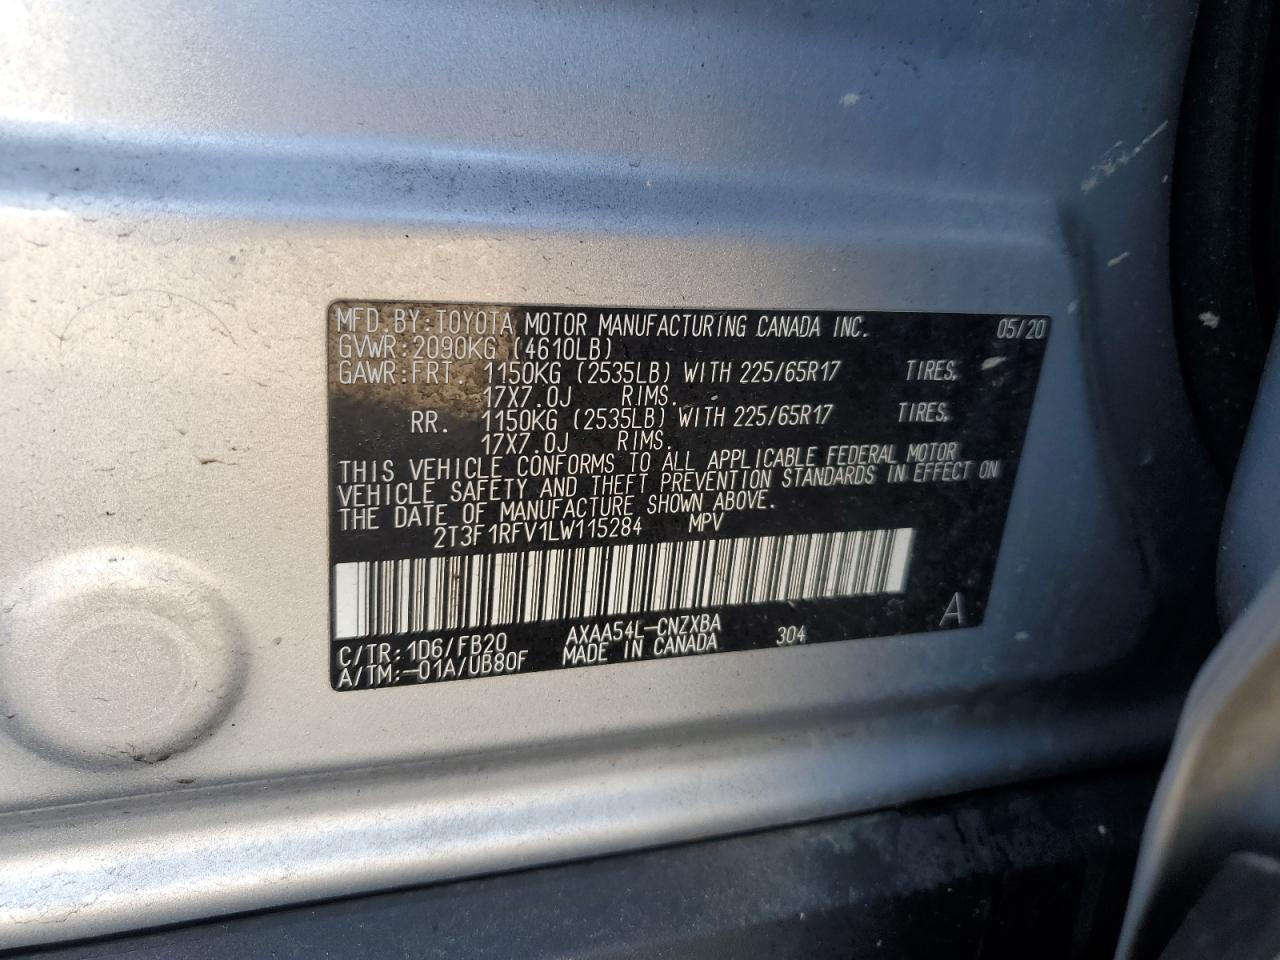 MFD.BY:TOYOTA MOTOR MANUFACTURING CANADA INC. 05/20
GVWR:2090KG (4610LB)
GAWR:FRT. 1150KG (2535LB) WITH 225/65R17 TIRES,
17X7.0J RIMS.
RR. 1150KG (2535LB) WITH 225/65R17 TIRES,
17X7.0J RIMS.
THIS VEHICLE CONFORMS TO ALL APPLICABLE FEDERAL MOTOR
VEHICLE SAFETY AND THEFT PREVENTION STANDARDS IN EFFECT ON
THE DATE OF MANUFACTURE SHOWN ABOVE.
2T3F1RFV1LW115284 MPV
A
C/TR:1D6/FB20 AXAA54L-CNZXBA 304
A/TM:-01A/UB80F MADE IN CANADA